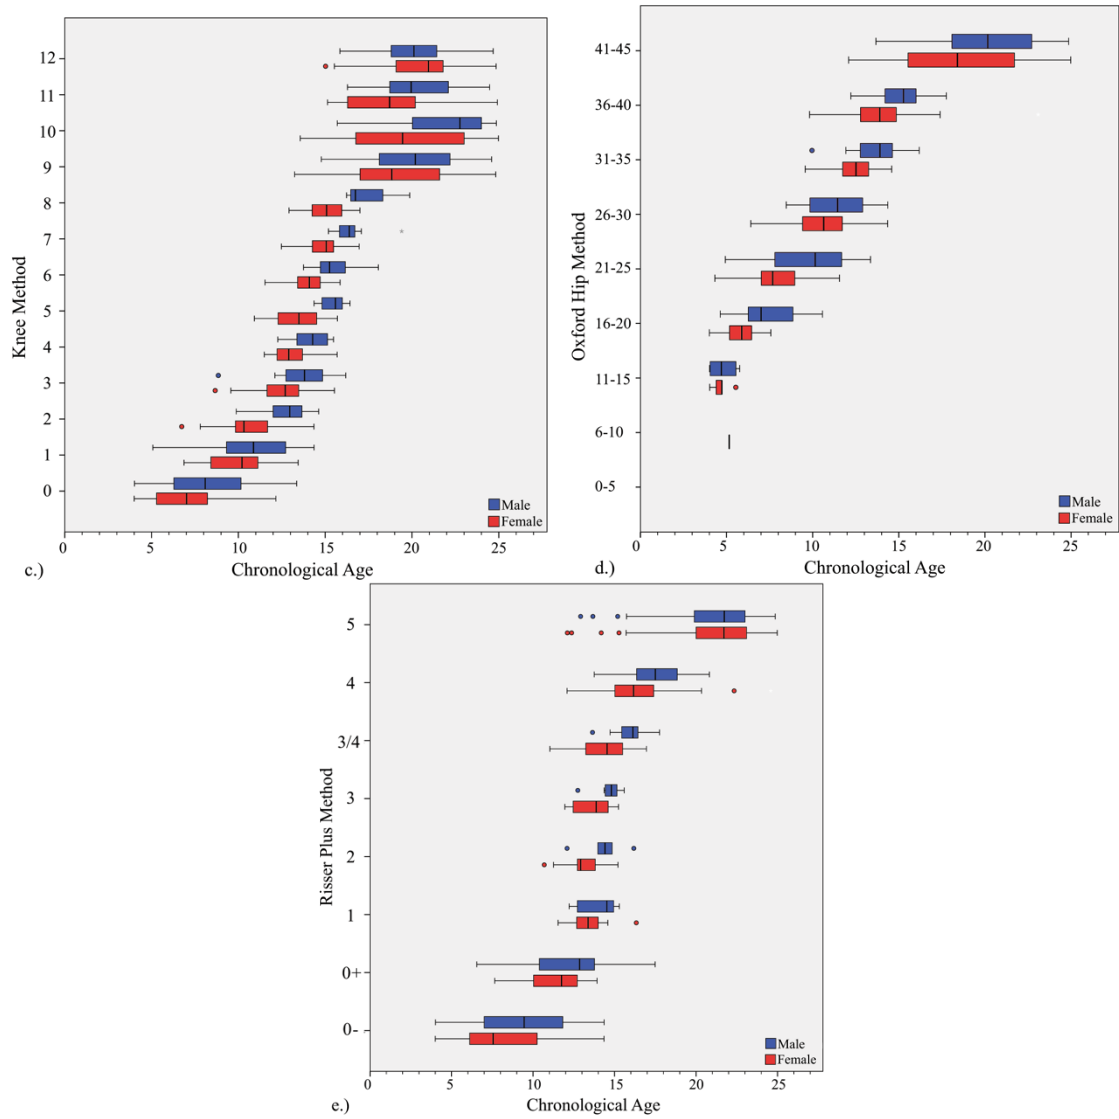 12
11
10
9
8
7
6
5
4
3
2
1
0
Knee Method
Male
Female
0 5 10 15 20 25
Chronological Age
c.)
41-45
36-40
31-35
26-30
21-25
16-20
11-15
6-10
0-5
Oxford Hip Method
Male
Female
0 5 10 15 20 25
Chronological Age
d.)
5
4
3/4
3
2
1
0+
0-
Risser Plus Method
Male
Female
0 5 10 15 20 25
Chronological Age
e.)